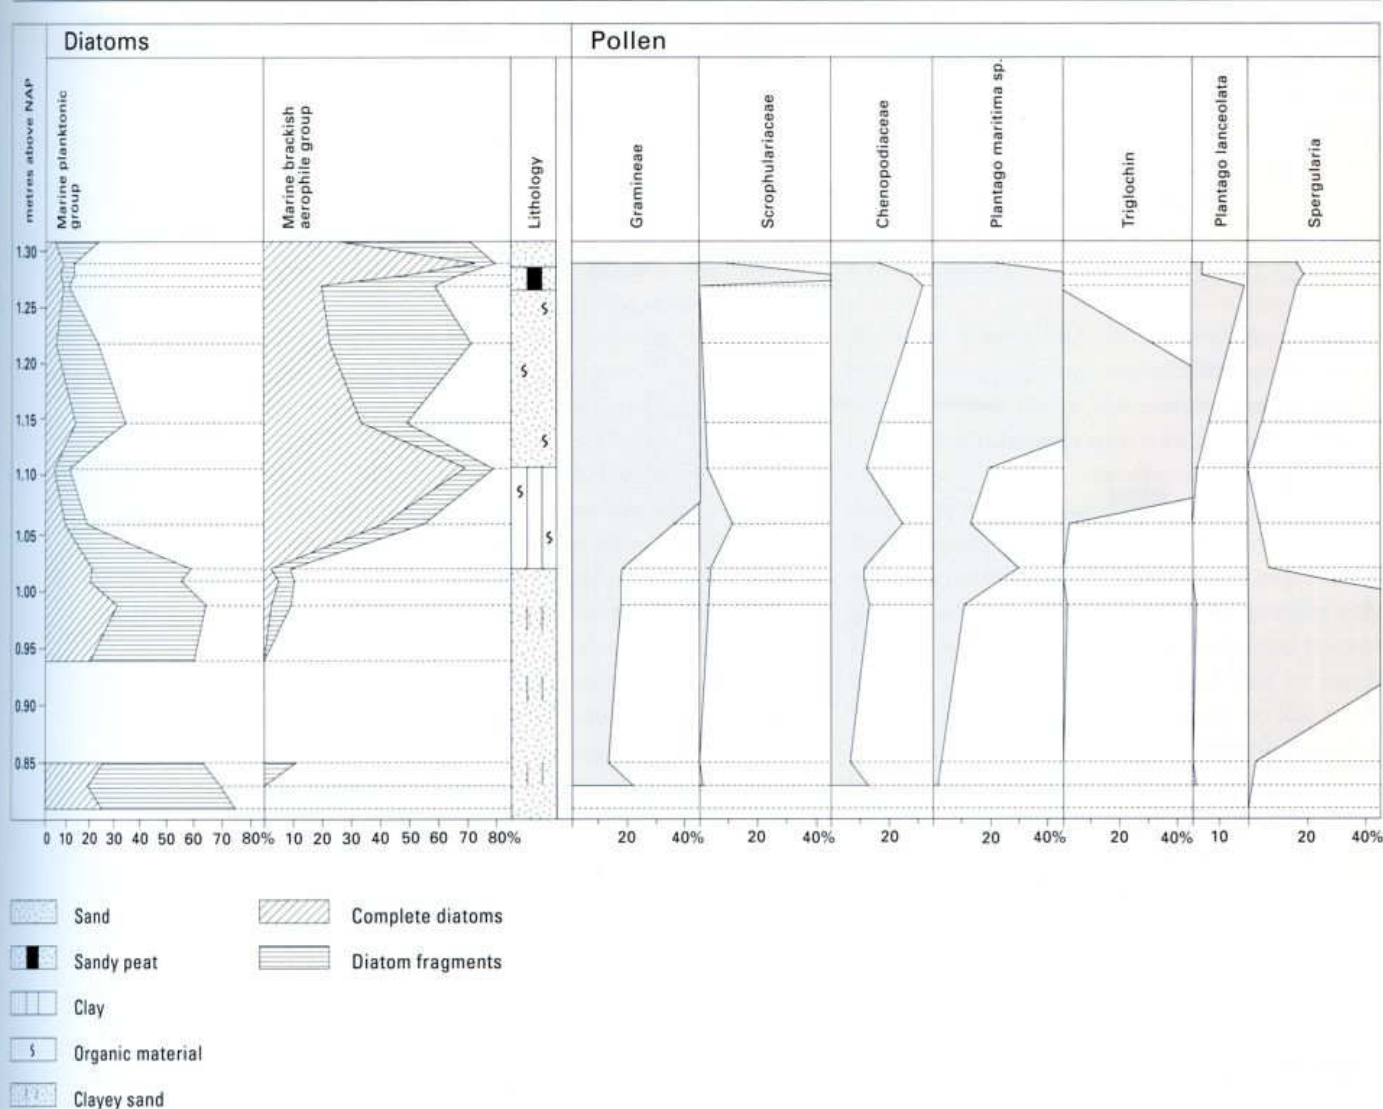 Diatoms
Pollen
metres above NAP
Marine planktonic
group
Marine brackish
aerophile group
Lithology
Gramineae
Scrophulariaceae
Chenopodiaceae
Plantago maritima sp.
Triglochin
Plantago lanceolata
Spergularia
1.30
1.25
1.20
1.15
1.10
1.05
1.00
0.95
0.90
0.85
0 10 20 30 40 50 60 70 80% 10 20 30 40 50 60 70 80% 20 40% 20 40% 20 20 40% 20 40% 10 20 40%
Sand
Complete diatoms
Sandy peat
Diatom fragments
Clay
Organic material
Clayey sand